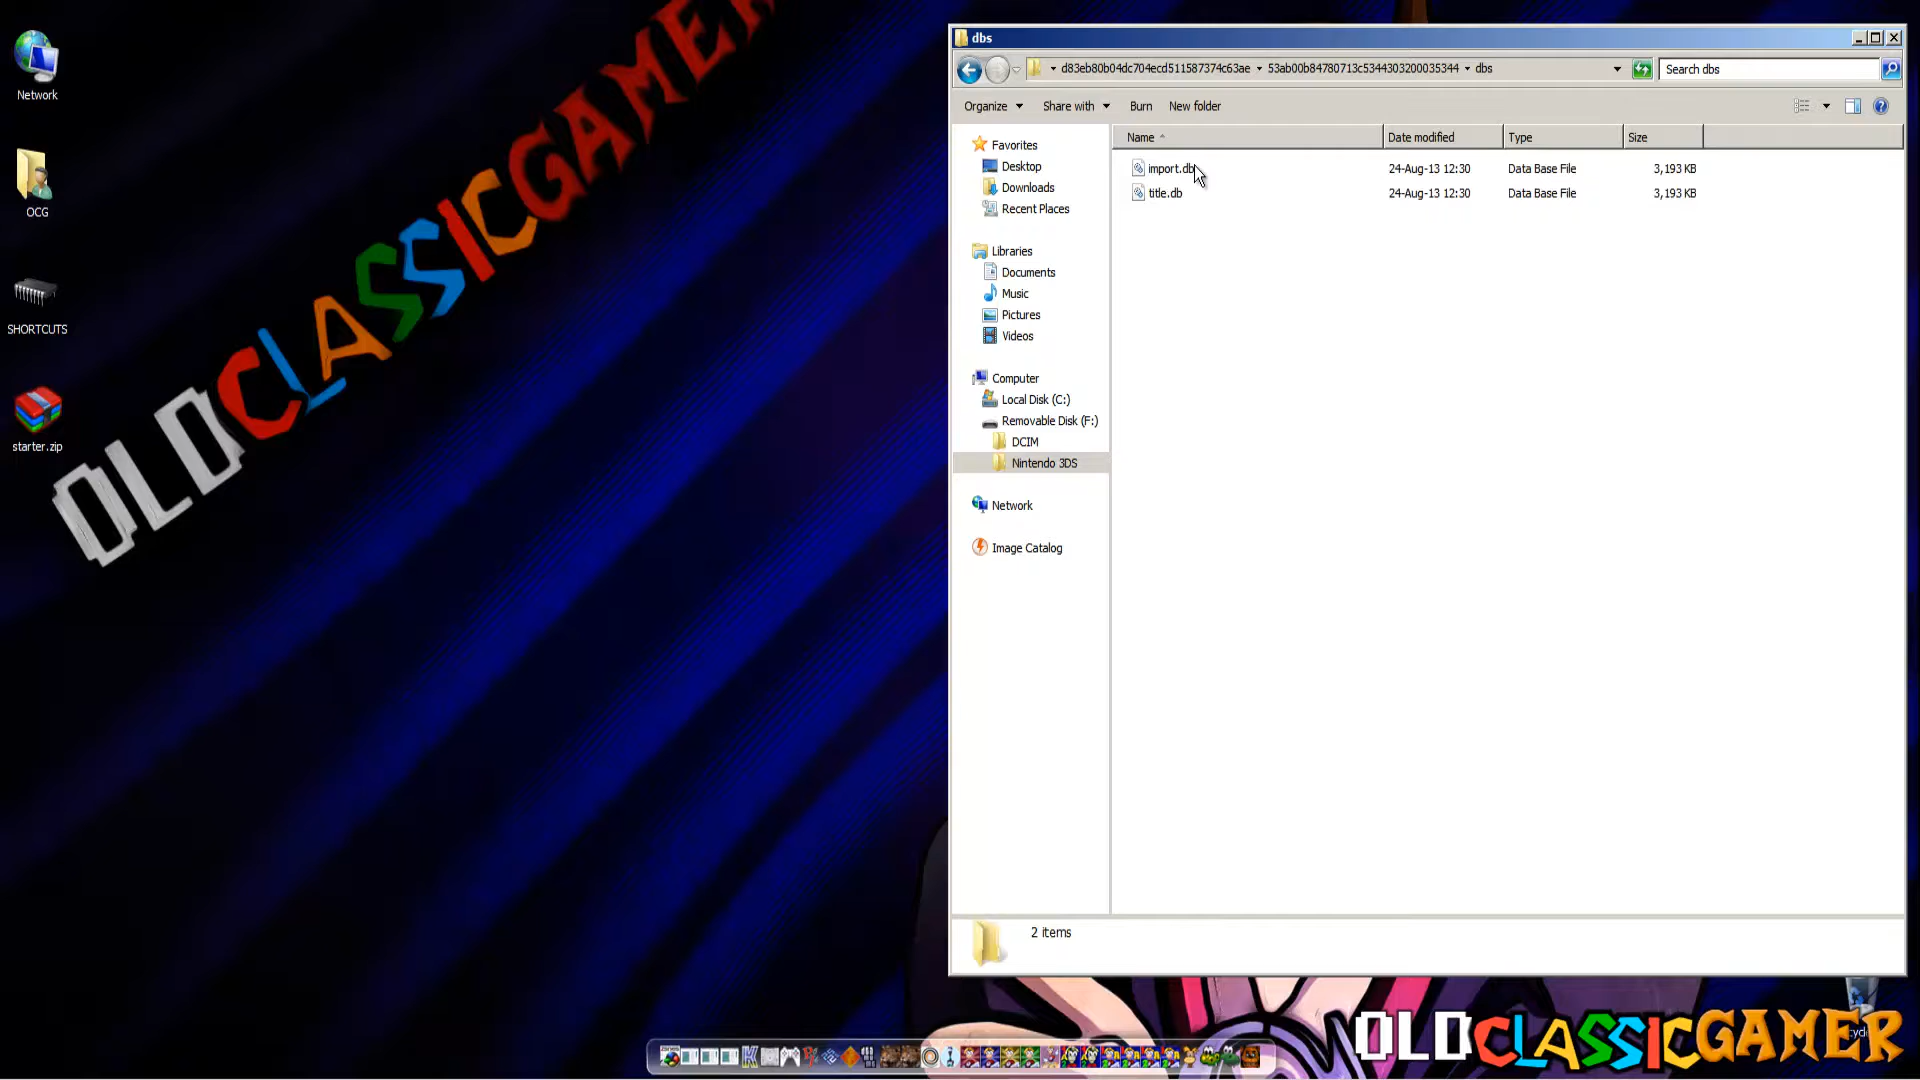 Network
OCG
SHORTCUTS
starter.zip
OLDCLASSICGAMER
dbs
d83eb80b04dc704ecd511587374c63ae
53ab00b84780713c5344303200035344
dbs
Search dbs
Organize
Share with
Burn
New folder
Name
Date modified
Type
Size
import.db
24-Aug-13 12:30
Data Base File
3,193 KB
title.db
24-Aug-13 12:30
Data Base File
3,193 KB
Favorites
Desktop
Downloads
Recent Places
Libraries
Documents
Music
Pictures
Videos
Computer
Local Disk (C:)
Removable Disk (F:)
DCIM
Nintendo 3DS
Network
Image Catalog
2 items
OLDCLASSICGAMER